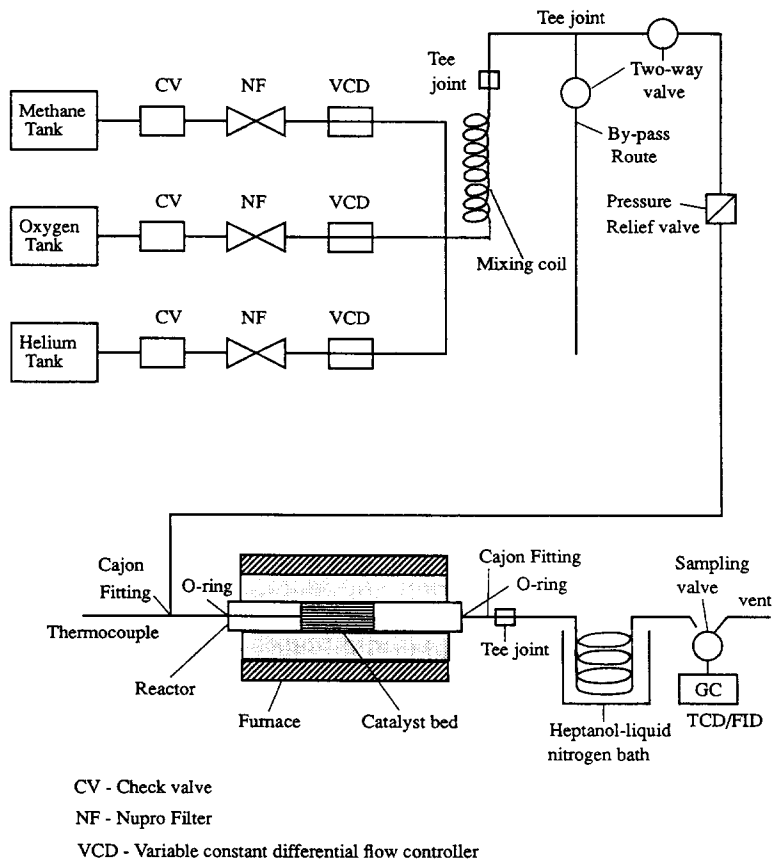 Tee joint
Tee
joint
Two-way
valve
CV
NF
VCD
Methane
Tank
By-pass
Route
CV
NF
VCD
Oxygen
Tank
Pressure
Relief valve
Mixing coil
CV
NF
VCD
Helium
Tank
Cajon
Fitting
O-ring
Thermocouple
Reactor
Furnace
Catalyst bed
Cajon Fitting
O-ring
Tee joint
Sampling
valve
vent
GC
TCD/FID
Heptanol-liquid
nitrogen bath
CV - Check valve
NF - Nupro Filter
VCD - Variable constant differential flow controller